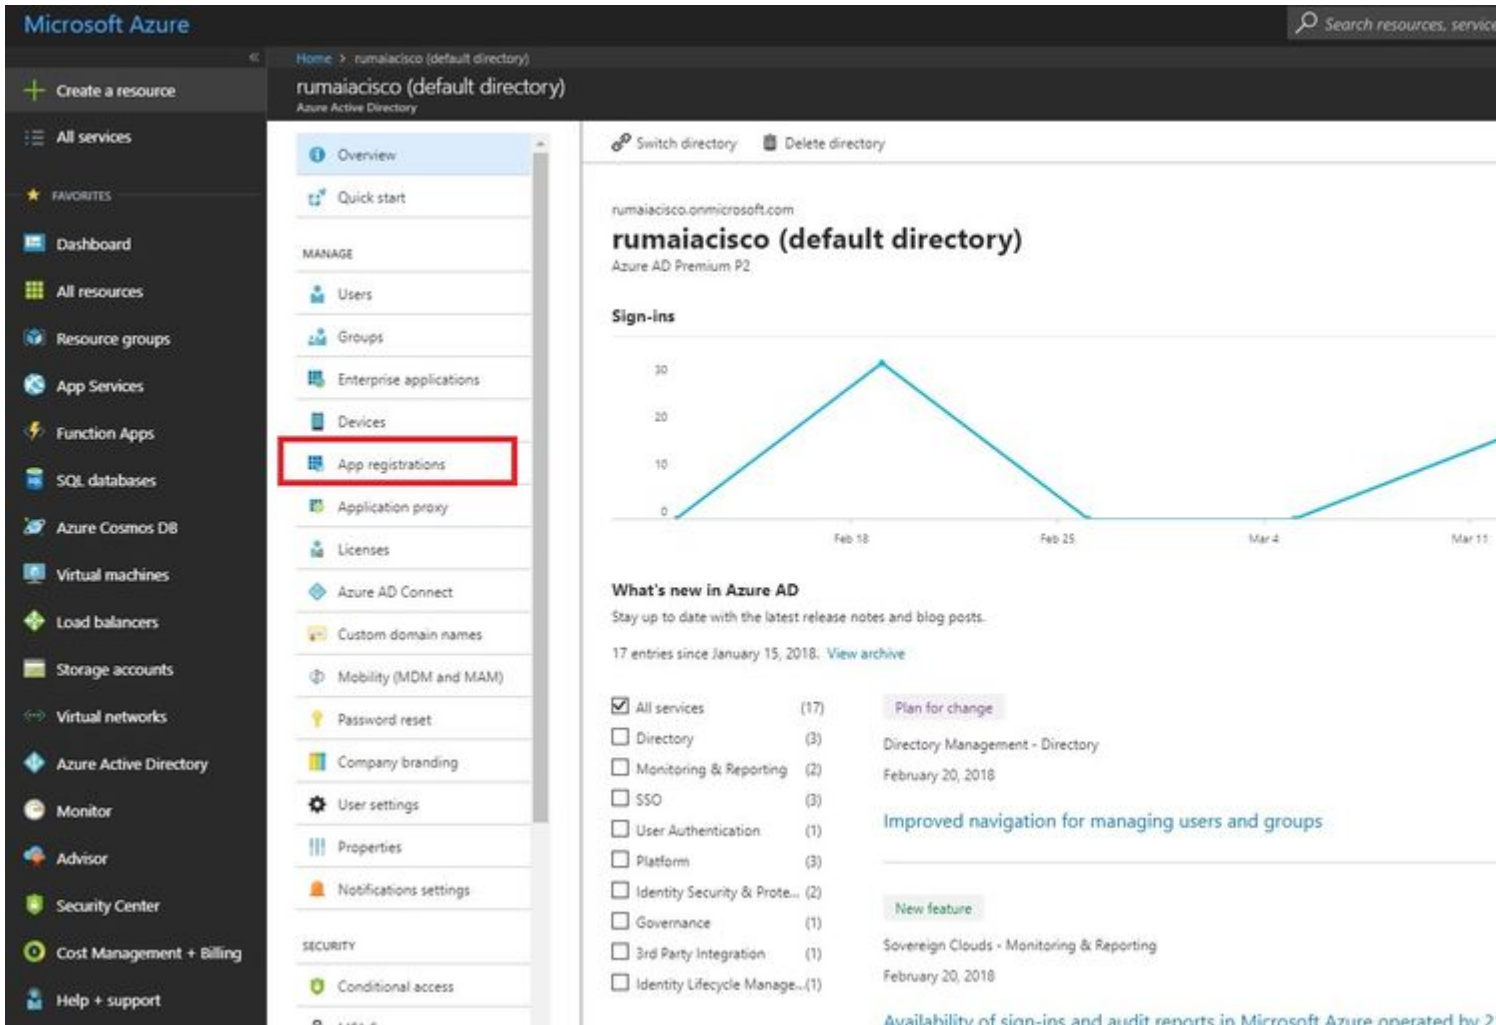 Microsoft Azure
Search resources, service
Home > rumaiacisco (default directory)
rumaiacisco (default directory)
Azure Active Directory
Create a resource
All services
FAVORITES
Dashboard
All resources
Resource groups
App Services
Function Apps
SQL databases
Azure Cosmos DB
Virtual machines
Load balancers
Storage accounts
Virtual networks
Azure Active Directory
Monitor
Advisor
Security Center
Cost Management + Billing
Help + support
Overview
Quick start
MANAGE
Users
Groups
Enterprise applications
Devices
App registrations
Application proxy
Licenses
Azure AD Connect
Custom domain names
Mobility (MDM and MAM)
Password reset
Company branding
User settings
Properties
Notifications settings
SECURITY
Conditional access
Switch directory Delete directory
rumaiacisco.onmicrosoft.com
rumaiacisco (default directory)
Azure AD Premium P2
Sign-ins
30
20
10
0
Feb 18 Feb 25 Mar 4 Mar 11
What's new in Azure AD
Stay up to date with the latest release notes and blog posts.
17 entries since January 15, 2018. View archive
All services (17)
Directory (3)
Monitoring & Reporting (2)
SSO (3)
User Authentication (1)
Platform (3)
Identity Security & Prote... (2)
Governance (1)
3rd Party Integration (1)
Identity Lifecycle Manage...(1)
Plan for change
Directory Management - Directory
February 20, 2018
Improved navigation for managing users and groups
New feature
Sovereign Clouds - Monitoring & Reporting
February 20, 2018
Availability of sign-ins and audit reports in Microsoft Azure operated by 2